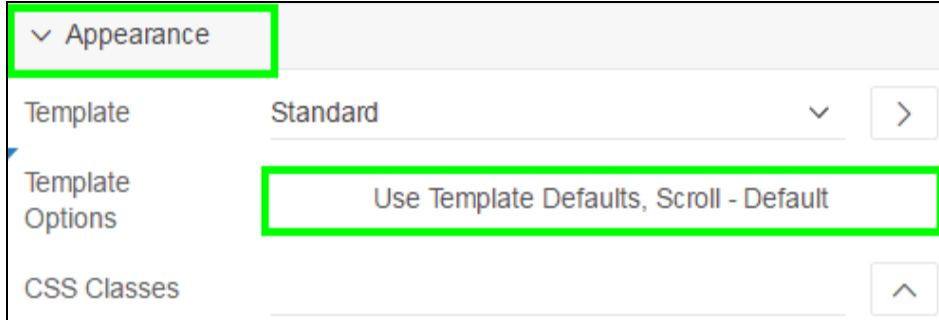 Appearance
Template Standard
Template
Options
Use Template Defaults, Scroll - Default
CSS Classes